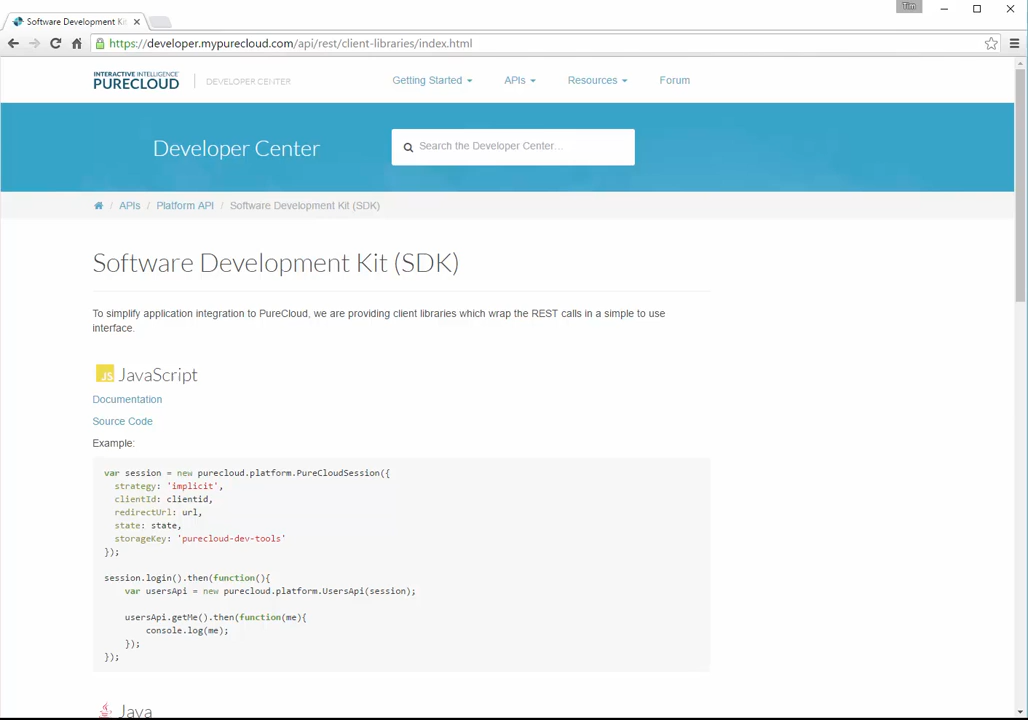 Tim
Software Development Kit
https://developer.mypurecloud.com/api/rest/client-libraries/index.html
INTERACTIVE INTELLIGENCE
PURECLOUD
DEVELOPER CENTER
Getting Started
APIs
Resources
Forum
Developer Center
Search the Developer Center...
/ APIs / Platform API / Software Development Kit (SDK)
Software Development Kit (SDK)
To simplify application integration to PureCloud, we are providing client libraries which wrap the REST calls in a simple to use
interface.
JS JavaScript
Documentation
Source Code
Example:
var session = new purecloud.platform.PureCloudSession({
strategy: 'implicit',
clientId: clientid,
redirectUrl: url,
state: state,
storageKey: 'purecloud-dev-tools'
});
session.login().then(function(){
var usersApi = new purecloud.platform.UsersApi(session);
usersApi.getMe().then(function(me){
console.log(me);
});
});
Java